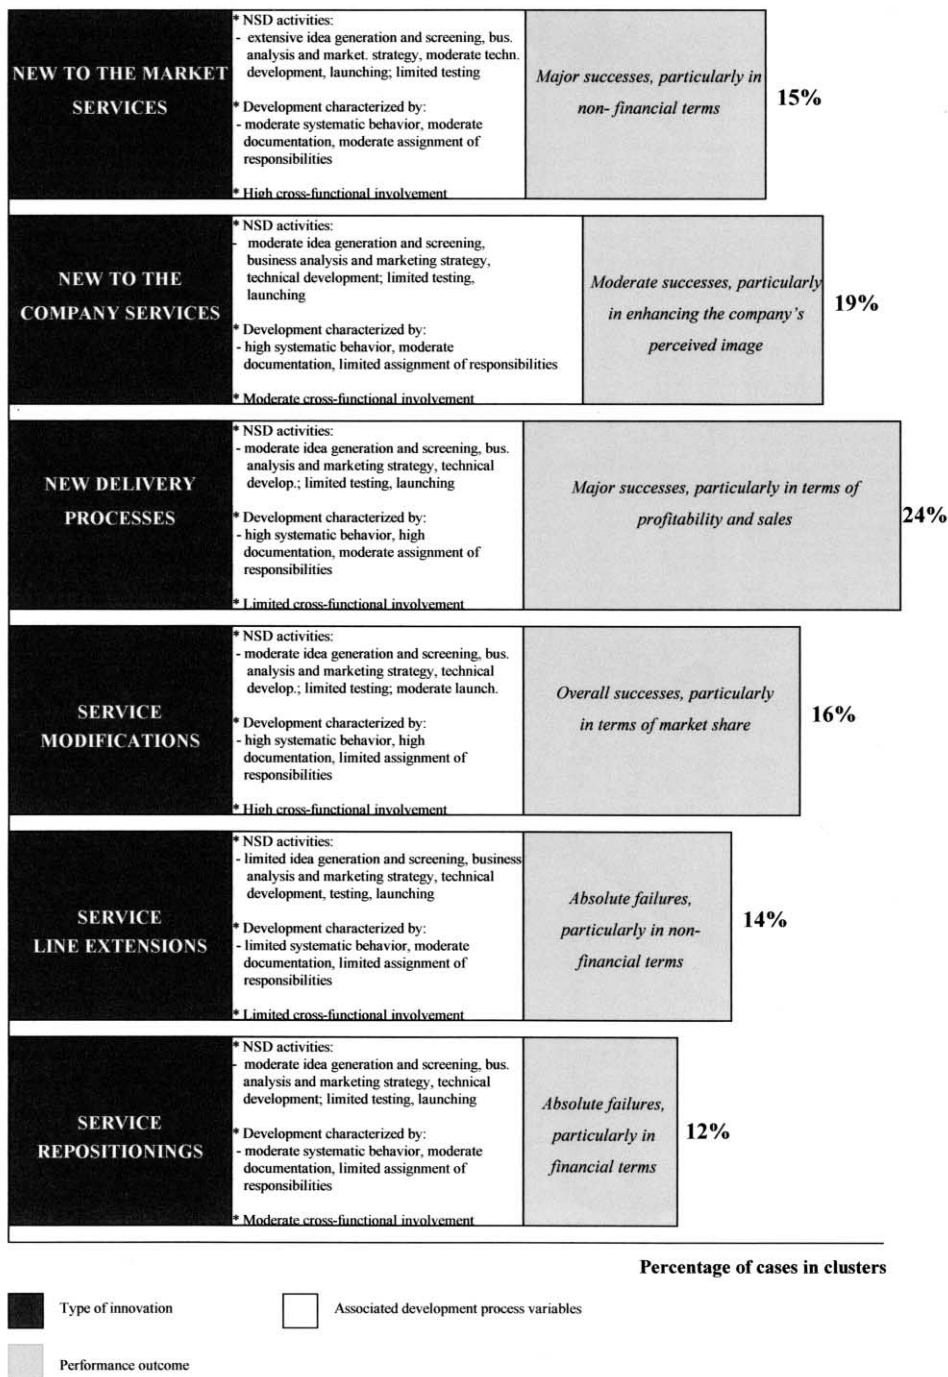 NEW TO THE MARKET
SERVICES
* NSD activities:
- extensive idea generation and screening, bus.
analysis and market. strategy, moderate techn.
development, launching; limited testing
* Development characterized by:
- moderate systematic behavior, moderate
documentation, moderate assignment of
responsibilities
* High cross-functional involvement
Major successes, particularly in
non- financial terms
15%
NEW TO THE
COMPANY SERVICES
* NSD activities:
- moderate idea generation and screening,
business analysis and marketing strategy,
technical development; limited testing,
launching
* Development characterized by:
- high systematic behavior, moderate
documentation, limited assignment of responsibilities
* Moderate cross-functional involvement
Moderate successes, particularly
in enhancing the company's
perceived image
19%
NEW DELIVERY
PROCESSES
* NSD activities:
- moderate idea generation and screening, bus.
analysis and marketing strategy, technical
develop.; limited testing, launching
* Development characterized by:
- high systematic behavior, high
documentation, moderate assignment of
responsibilities
* Limited cross-functional involvement
Major successes, particularly in terms of
profitability and sales
24%
SERVICE
MODIFICATIONS
* NSD activities:
- moderate idea generation and screening, bus.
analysis and marketing strategy, technical
develop.; limited testing; moderate launch.
* Development characterized by:
- high systematic behavior, high
documentation, limited assignment of
responsibilities
* High cross-functional involvement
Overall successes, particularly
in terms of market share
16%
SERVICE
LINE EXTENSIONS
* NSD activities:
- limited idea generation and screening, business
analysis and marketing strategy, technical
development, testing, launching
* Development characterized by:
- limited systematic behavior, moderate
documentation, limited assignment of
responsibilities
* Limited cross-functional involvement
Absolute failures,
particularly in non-
financial terms
14%
SERVICE
REPOSITIONINGS
* NSD activities:
- moderate idea generation and screening, bus.
analysis and marketing strategy, technical
development; limited testing, launching
* Development characterized by:
- moderate systematic behavior, moderate
documentation, limited assignment of
responsibilities
* Moderate cross-functional involvement
Absolute failures,
particularly in
financial terms
12%
Percentage of cases in clusters
Type of innovation
Associated development process variables
Performance outcome